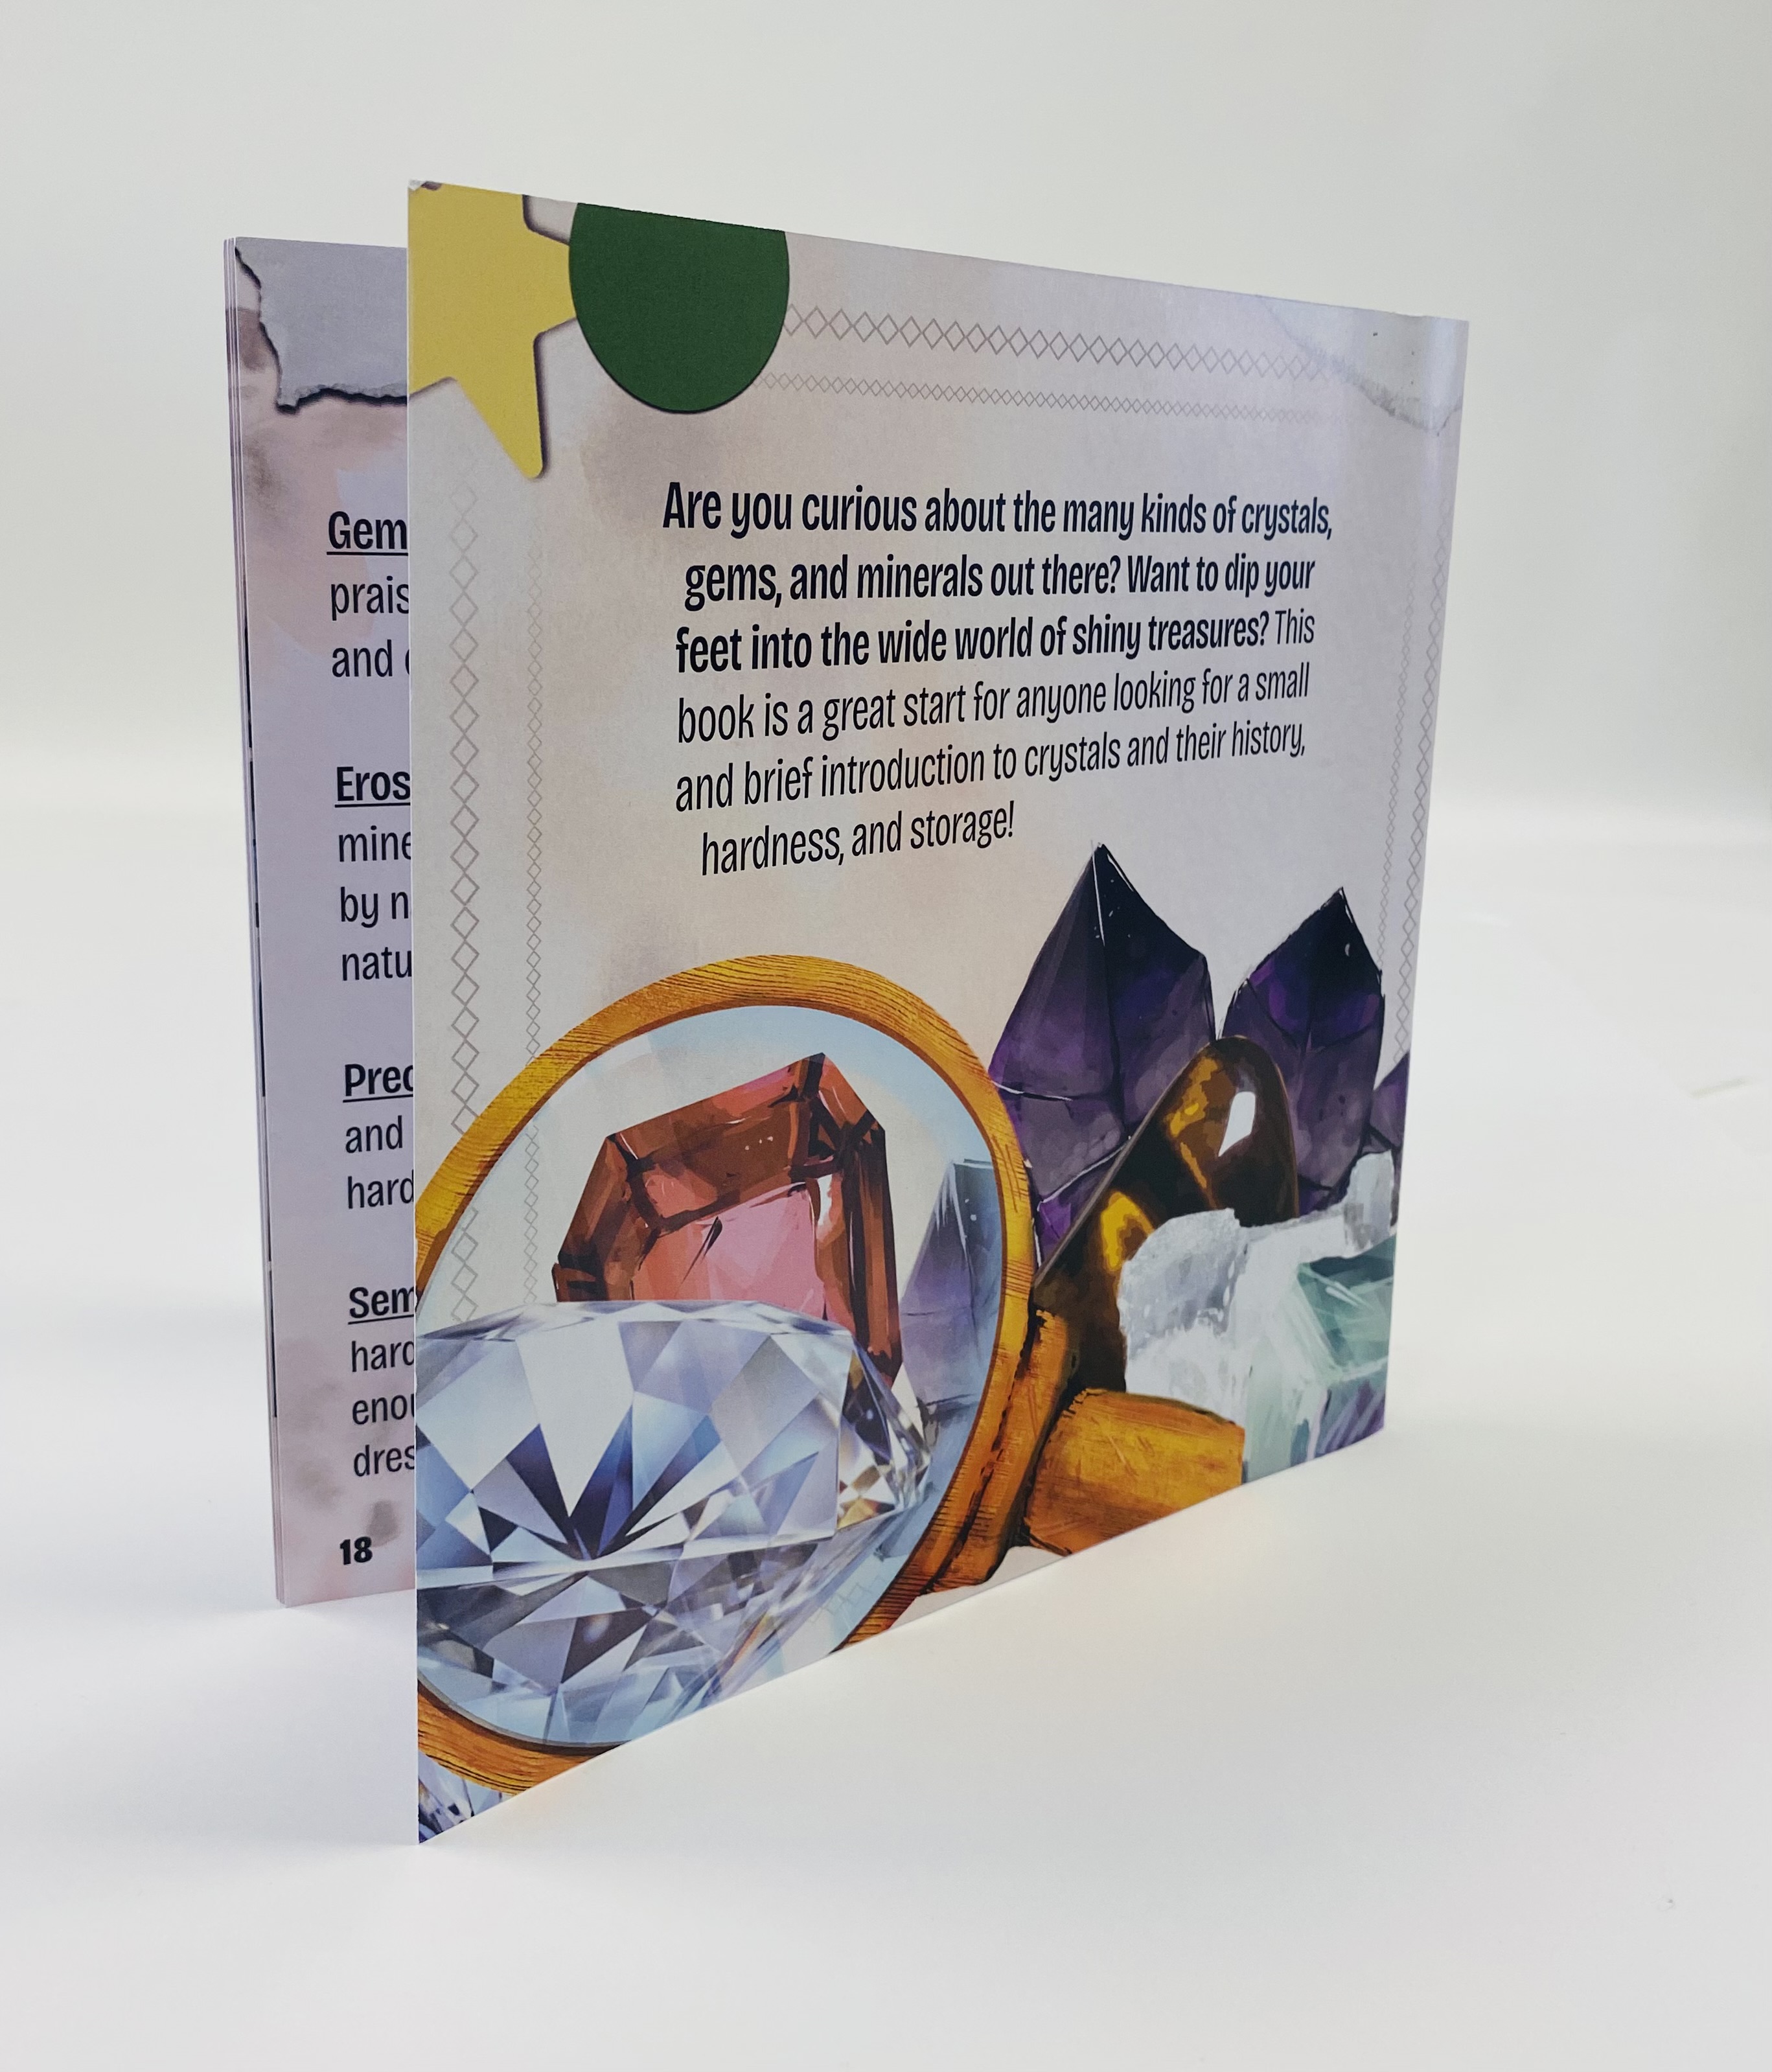 Gem
prais
and
Eros
mine
by n
natu
Prec
and
hard
Sem
hard
enou
dres
18
Are you curious about the many kinds of crystals,
gems, and minerals out there? Want to dip your
feet into the wide world of shiny treasures? This
book is a great start for anyone looking for a small
and brief introduction to crystals and their history,
hardness, and storage!